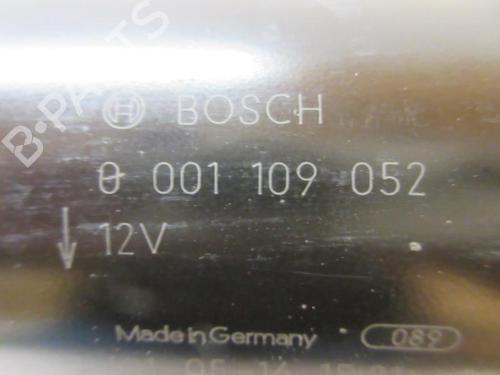 B-PARTS
BOSCH
0 001 109 052
12V
Made in Germany 089